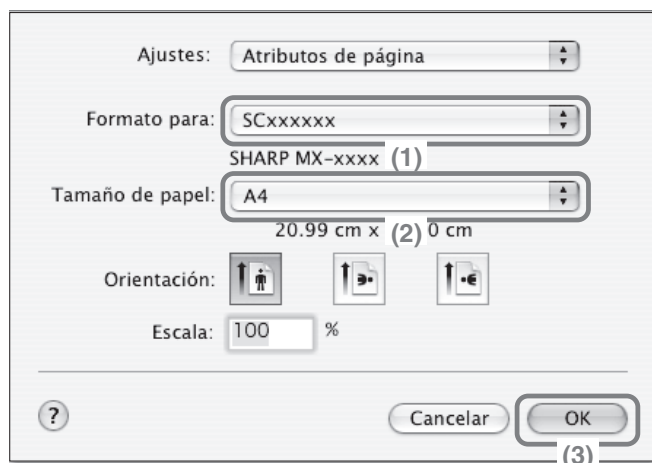 Ajustes: Atributos de página
Formato para: SCxxxxxx
SHARP MX-xxxx (1)
Tamaño de papel: A4
20.99 cm x (2) 0 cm
Orientación:
Escala: 100 %
? Cancelar OK
(3)